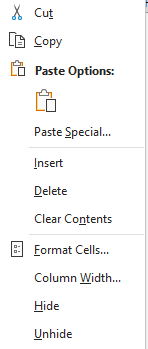 Cut
Copy
Paste Options:
Paste Special...
Insert
Delete
Clear Contents
Format Cells...
Column Width...
Hide
Unhide